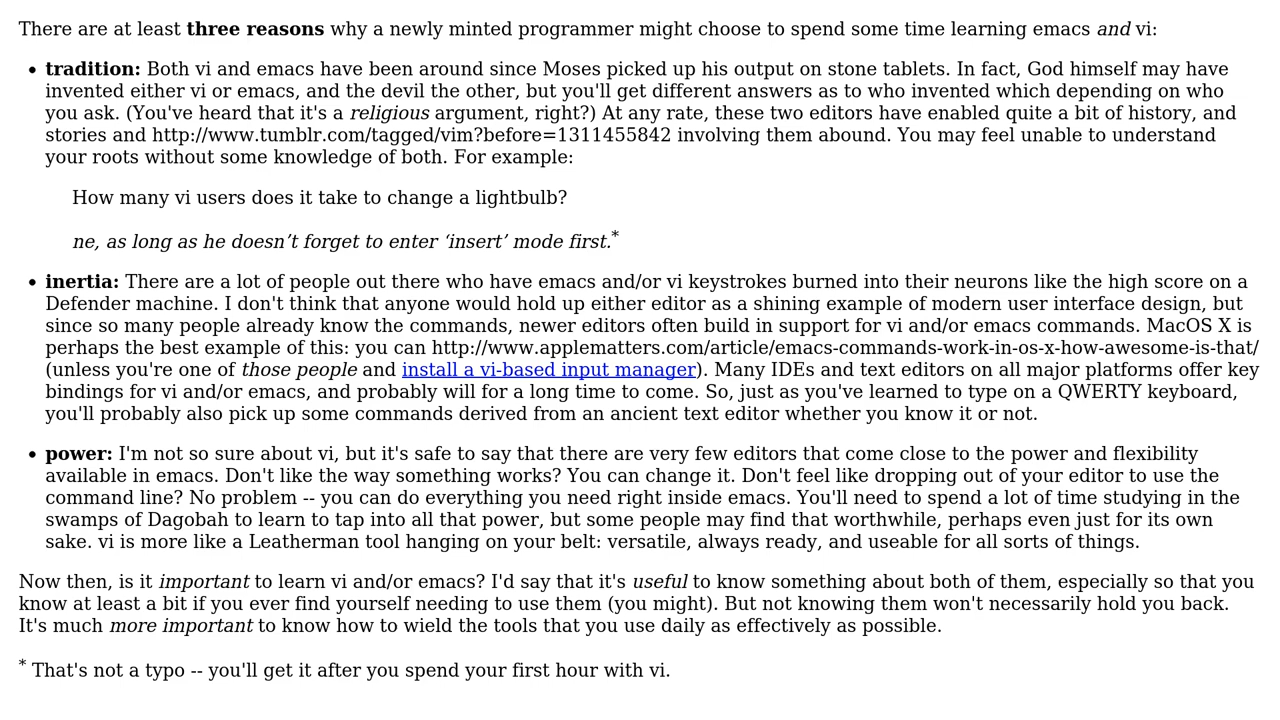 There are at least three reasons why a newly minted programmer might choose to spend some time learning emacs and vi:
• tradition: Both vi and emacs have been around since Moses picked up his output on stone tablets. In fact, God himself may have
invented either vi or emacs, and the devil the other, but you'll get different answers as to who invented which depending on who
you ask. (You've heard that it's a religious argument, right?) At any rate, these two editors have enabled quite a bit of history, and
stories and http://www.tumblr.com/tagged/vim?before=1311455842 involving them abound. You may feel unable to understand
your roots without some knowledge of both. For example:
How many vi users does it take to change a lightbulb?
ne, as long as he doesn’t forget to enter ‘insert’ mode first.*
• inertia: There are a lot of people out there who have emacs and/or vi keystrokes burned into their neurons like the high score on a
Defender machine. I don't think that anyone would hold up either editor as a shining example of modern user interface design, but
since so many people already know the commands, newer editors often build in support for vi and/or emacs commands. MacOS X is
perhaps the best example of this: you can http://www.applematters.com/article/emacs-commands-work-in-os-x-how-awesome-is-that/
(unless you're one of those people and install a vi-based input manager). Many IDEs and text editors on all major platforms offer key
bindings for vi and/or emacs, and probably will for a long time to come. So, just as you've learned to type on a QWERTY keyboard,
you'll probably also pick up some commands derived from an ancient text editor whether you know it or not.
• power: I'm not so sure about vi, but it's safe to say that there are very few editors that come close to the power and flexibility
available in emacs. Don't like the way something works? You can change it. Don't feel like dropping out of your editor to use the
command line? No problem -- you can do everything you need right inside emacs. You'll need to spend a lot of time studying in the
swamps of Dagobah to learn to tap into all that power, but some people may find that worthwhile, perhaps even just for its own
sake. vi is more like a Leatherman tool hanging on your belt: versatile, always ready, and useable for all sorts of things.
Now then, is it important to learn vi and/or emacs? I'd say that it's useful to know something about both of them, especially so that you
know at least a bit if you ever find yourself needing to use them (you might). But not knowing them won't necessarily hold you back.
It's much more important to know how to wield the tools that you use daily as effectively as possible.
* That's not a typo -- you'll get it after you spend your first hour with vi.